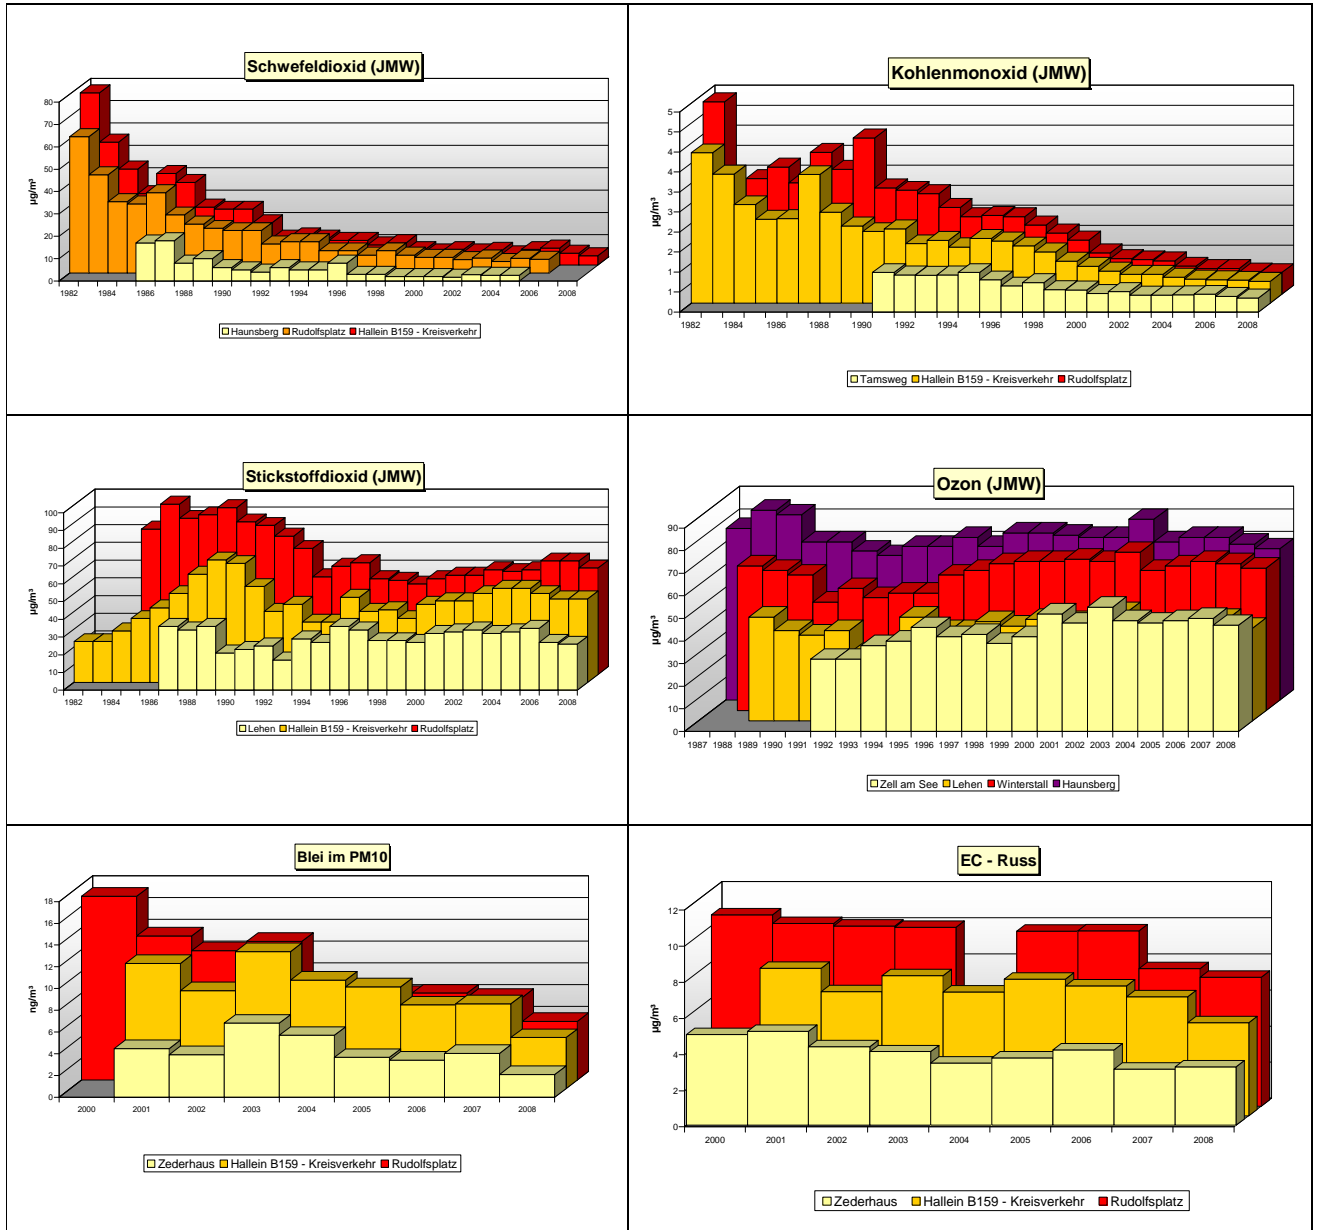 Schwefeldioxid (JMW)
µg/m³
80
70
60
50
40
30
20
10
0
1982 1984 1986 1988 1990 1992 1994 1996 1998 2000 2002 2004 2006 2008
Haunsberg Rudolfsplatz Hallein B159 - Kreisverkehr
Kohlenmonoxid (JMW)
µg/m³
5
5
4
4
3
3
2
2
1
1
0
1982 1984 1986 1988 1990 1992 1994 1996 1998 2000 2002 2004 2006 2008
Tamsweg Hallein B159 - Kreisverkehr Rudolfsplatz
Stickstoffdioxid (JMW)
µg/m³
100
90
80
70
60
50
40
30
20
10
0
1982 1984 1986 1988 1990 1992 1994 1996 1998 2000 2002 2004 2006 2008
Lehen Hallein B159 - Kreisverkehr Rudolfsplatz
Ozon (JMW)
µg/m³
90
80
70
60
50
40
30
20
10
0
1987 1988 1989 1990 1991 1992 1993 1994 1995 1996 1997 1998 1999 2000 2001 2002 2003 2004 2005 2006 2007 2008
Zell am See Lehen Winterstall Haunsberg
Blei im PM10
ng/m³
18
16
14
12
10
8
6
4
2
0
2000 2001 2002 2003 2004 2005 2006 2007 2008
Zederhaus Hallein B159 - Kreisverkehr Rudolfsplatz
EC - Russ
µg/m³
12
10
8
6
4
2
0
2000 2001 2002 2003 2004 2005 2006 2007 2008
Zederhaus Hallein B159 - Kreisverkehr Rudolfsplatz